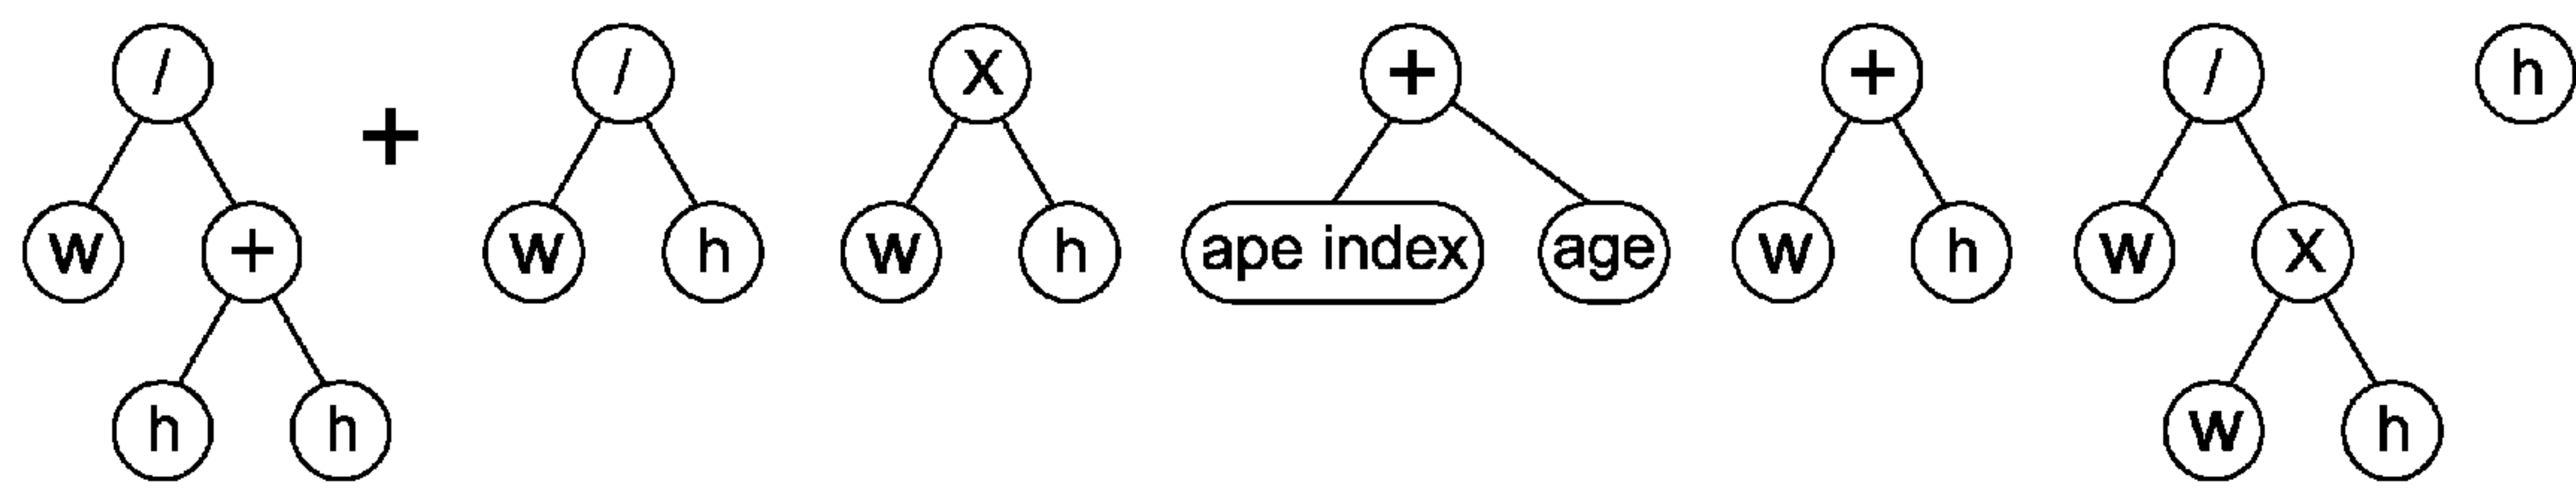 / / X + + / h
+
w + w h w h ape index age w h w X
h h w h